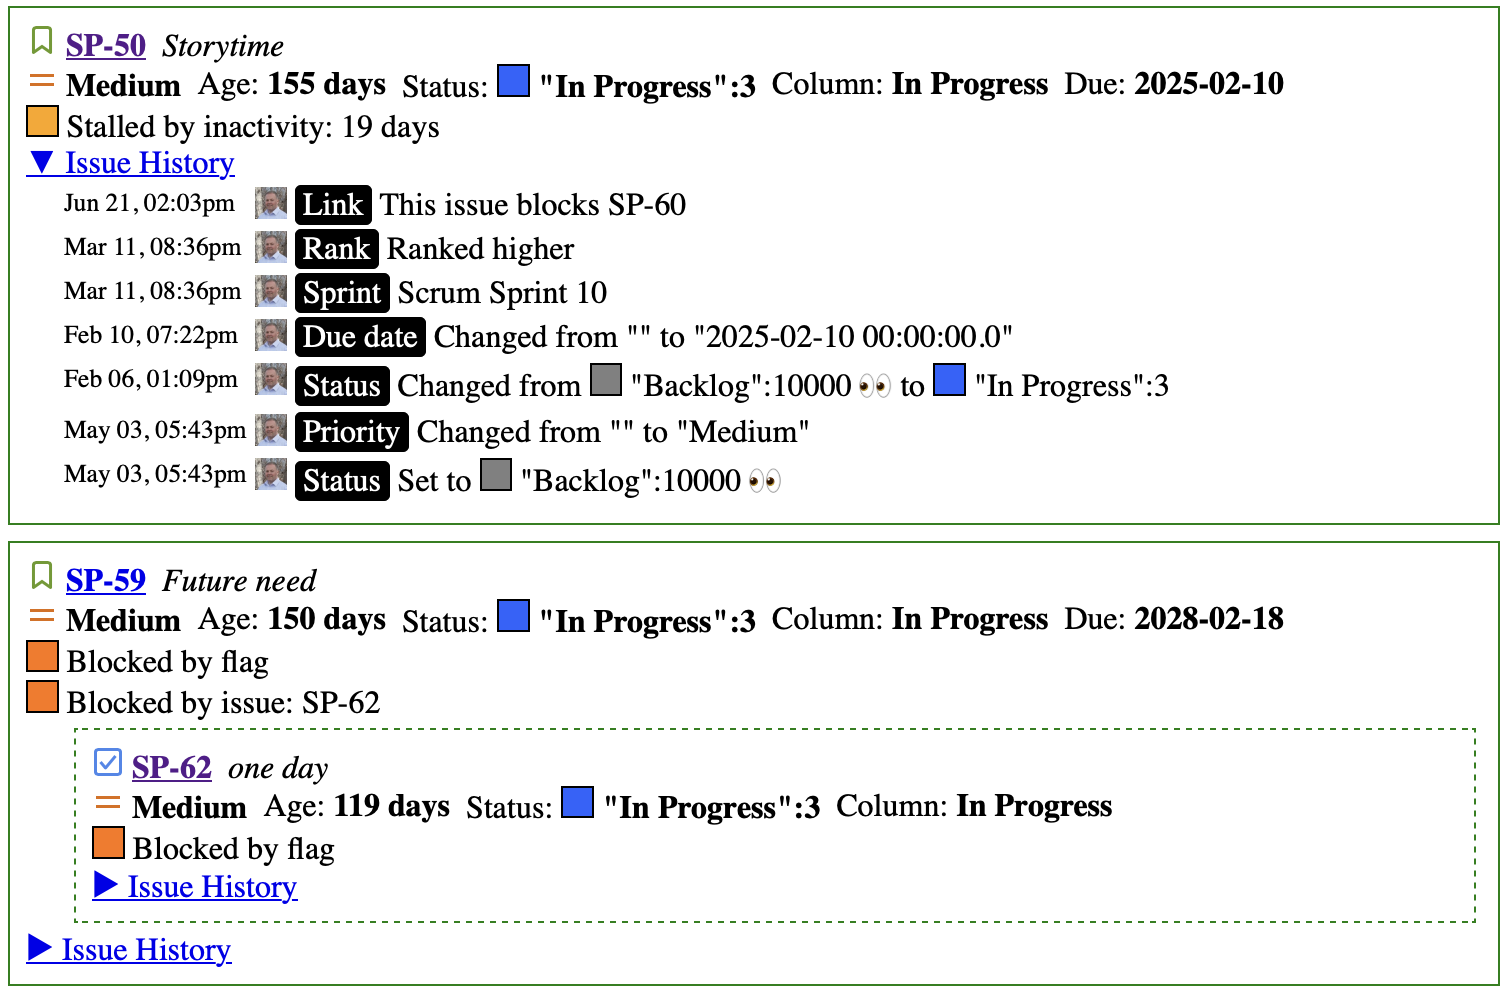 SP-50 Storytime
Medium Age: 155 days Status: "In Progress":3 Column: In Progress Due: 2025-02-10
Stalled by inactivity: 19 days
▼ Issue History
Jun 21, 02:03pm Link This issue blocks SP-60
Mar 11, 08:36pm Rank Ranked higher
Mar 11, 08:36pm Sprint Scrum Sprint 10
Feb 10, 07:22pm Due date Changed from "" to "2025-02-10 00:00:00.0"
Feb 06, 01:09pm Status Changed from "Backlog":10000 👀 to "In Progress":3
May 03, 05:43pm Priority Changed from "" to "Medium"
May 03, 05:43pm Status Set to "Backlog":10000 👀
SP-59 Future need
Medium Age: 150 days Status: "In Progress":3 Column: In Progress Due: 2028-02-18
Blocked by flag
Blocked by issue: SP-62
SP-62 one day
Medium Age: 119 days Status: "In Progress":3 Column: In Progress
Blocked by flag
▶ Issue History
▶ Issue History